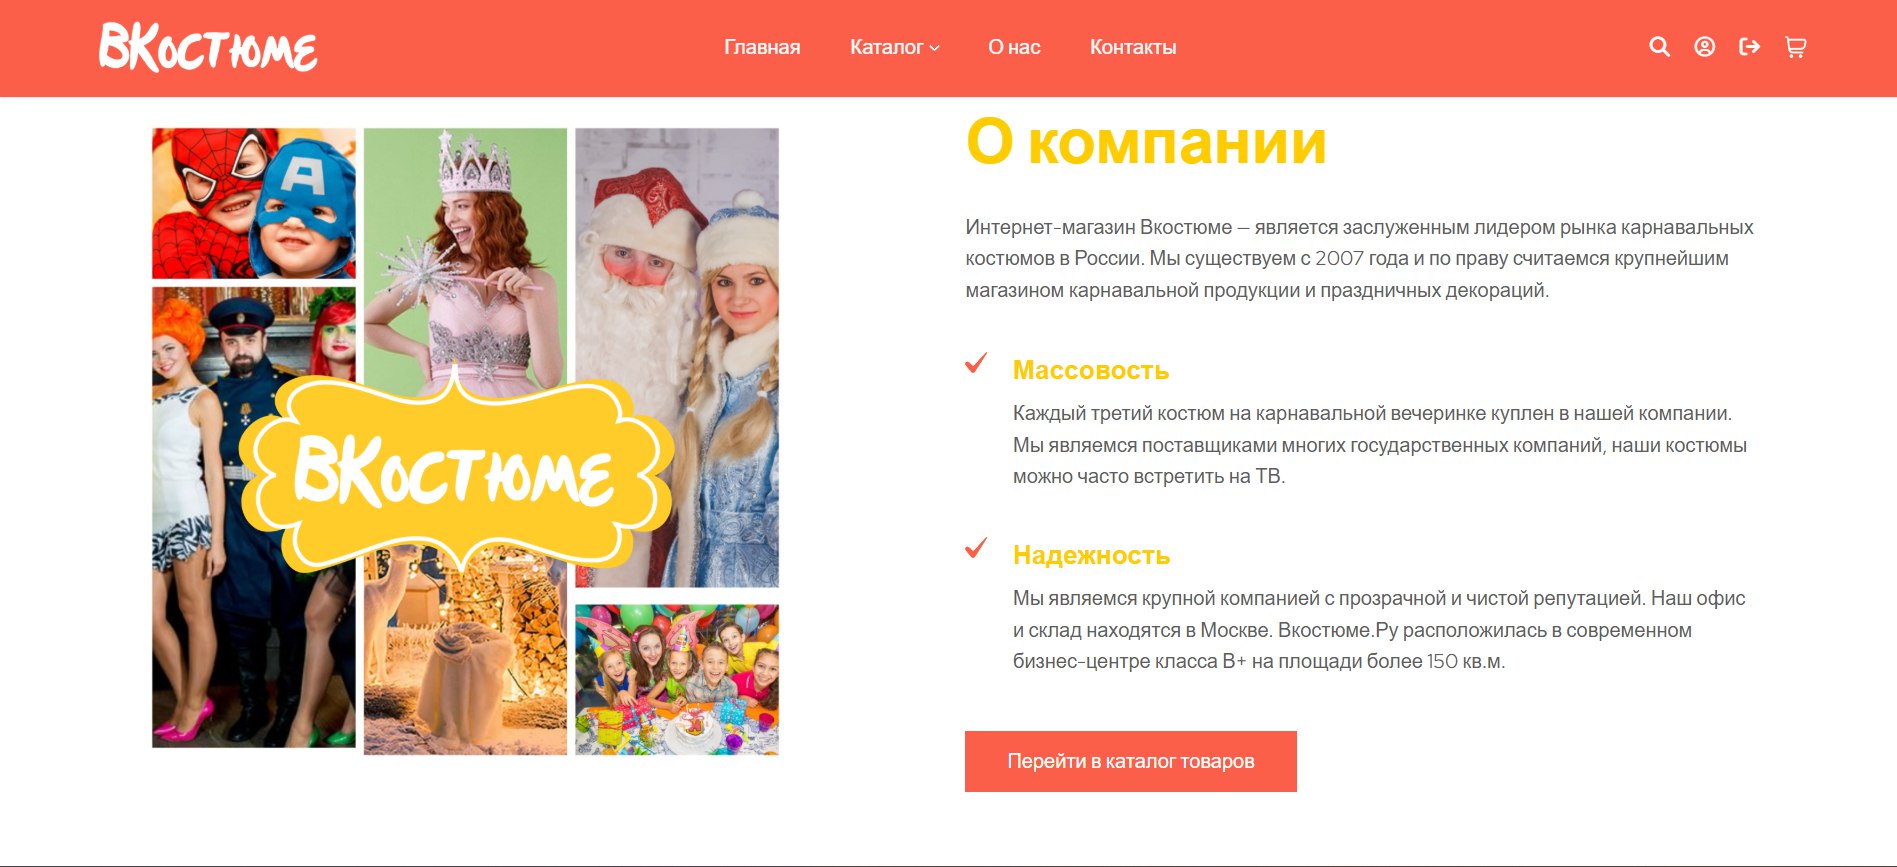 ВКостюме
Главная Каталог О нас Контакты
A
ВКостюме
О компании
Интернет-магазин Вкостюме — является заслуженным лидером рынка карнавальных
костюмов в России. Мы существуем с 2007 года и по праву считаемся крупнейшим
магазином карнавальной продукции и праздничных декораций.
Массовость
Каждый третий костюм на карнавальной вечеринке куплен в нашей компании.
Мы являемся поставщиками многих государственных компаний, наши костюмы
можно часто встретить на ТВ.
Надежность
Мы являемся крупной компанией с прозрачной и чистой репутацией. Наш офис
и склад находятся в Москве. Вкостюме.Ру расположилась в современном
бизнес-центре класса В+ на площади более 150 кв.м.
Перейти в каталог товаров